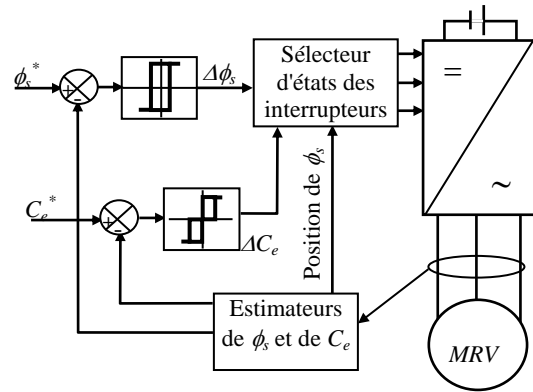 ϕs*
+
-
Δϕs
Sélecteur
d'états des
interrupteurs
=
~
Ce*
+
-
ΔCe
Position de ϕs
Estimateurs
de ϕs et de Ce
MRV